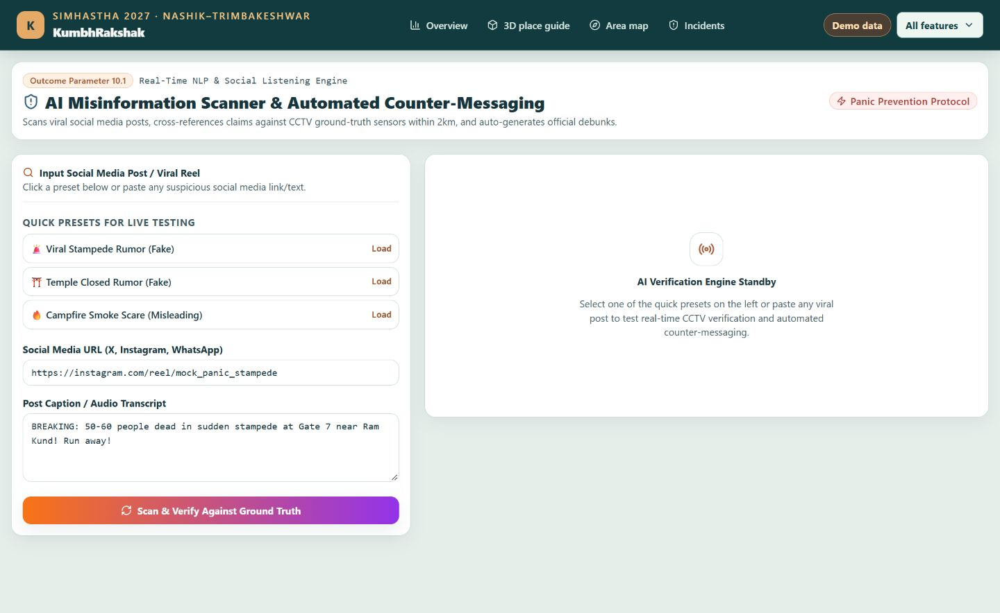 K
SIMHASTHA 2027 · NASHIK–TRIMBAKESHWAR
KumbhRakshak
Overview
3D place guide
Area map
Incidents
Demo data
All features
Outcome Parameter 10.1
Real-Time NLP & Social Listening Engine
AI Misinformation Scanner & Automated Counter-Messaging
Scans viral social media posts, cross-references claims against CCTV ground-truth sensors within 2km, and auto-generates official debunks.
Panic Prevention Protocol
Input Social Media Post / Viral Reel
Click a preset below or paste any suspicious social media link/text.
QUICK PRESETS FOR LIVE TESTING
🚨 Viral Stampede Rumor (Fake)
Load
⛩️ Temple Closed Rumor (Fake)
Load
🔥 Campfire Smoke Scare (Misleading)
Load
Social Media URL (X, Instagram, WhatsApp)
https://instagram.com/reel/mock_panic_stampede
Post Caption / Audio Transcript
BREAKING: 50-60 people dead in sudden stampede at Gate 7 near Ram
Kund! Run away!
Scan & Verify Against Ground Truth
AI Verification Engine Standby
Select one of the quick presets on the left or paste any viral
post to test real-time CCTV verification and automated
counter-messaging.